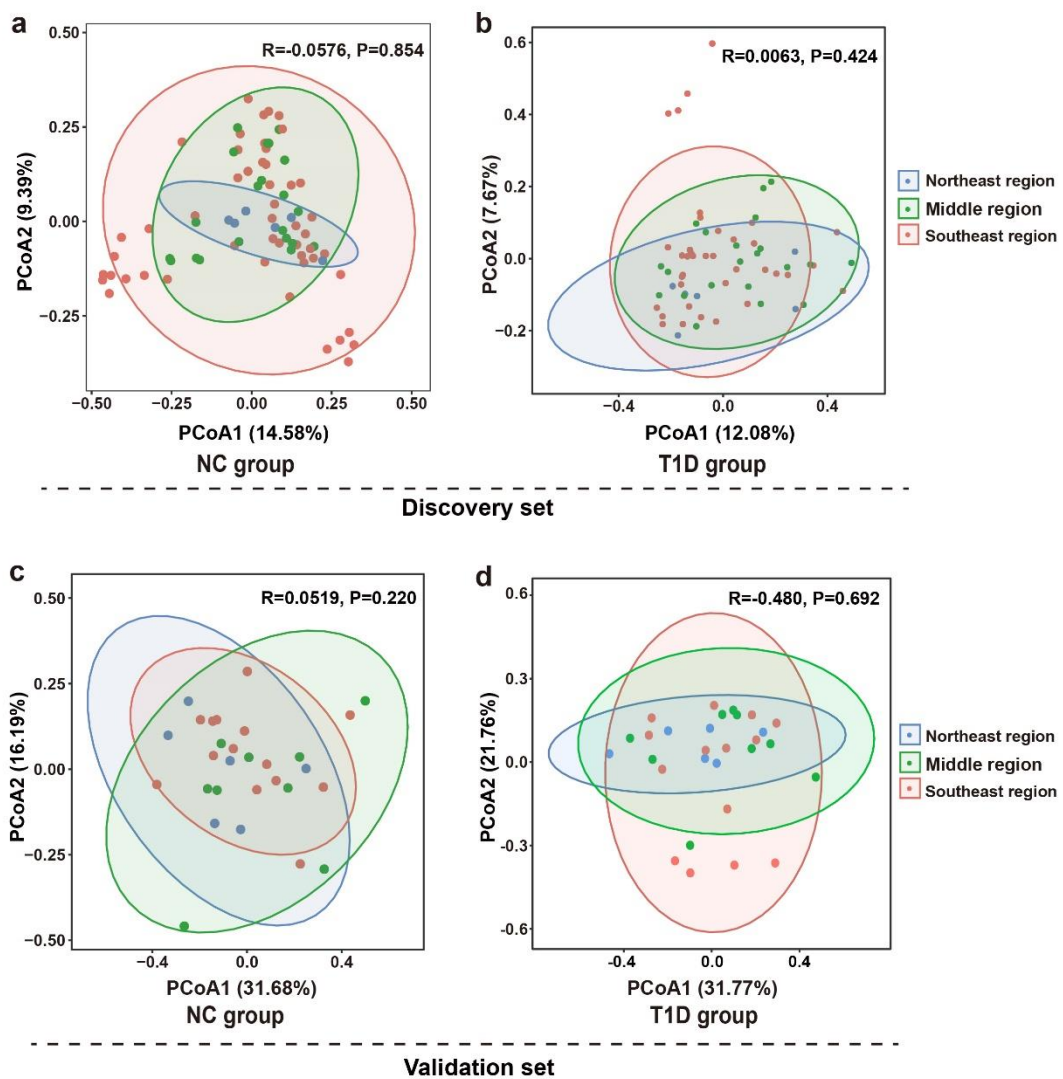 a
R=-0.0576, P=0.854
0.50
0.25
0.00
−0.25
PCoA2 (9.39%)
−0.50 −0.25 0.00 0.25 0.50
PCoA1 (14.58%)
NC group
b
R=0.0063, P=0.424
0.6
0.4
0.2
0.0
−0.2
PCoA2 (7.67%)
−0.4 0.0 0.4
PCoA1 (12.08%)
T1D group
Northeast region
Middle region
Southeast region
Discovery set
c
R=0.0519, P=0.220
0.50
0.25
0.00
−0.25
−0.50
PCoA2 (16.19%)
−0.4 0.0 0.4
PCoA1 (31.68%)
NC group
d
R=-0.480, P=0.692
0.6
0.3
0.0
-0.3
-0.6
PCoA2 (21.76%)
-0.4 0.0 0.4
PCoA1 (31.77%)
T1D group
Northeast region
Middle region
Southeast region
Validation set